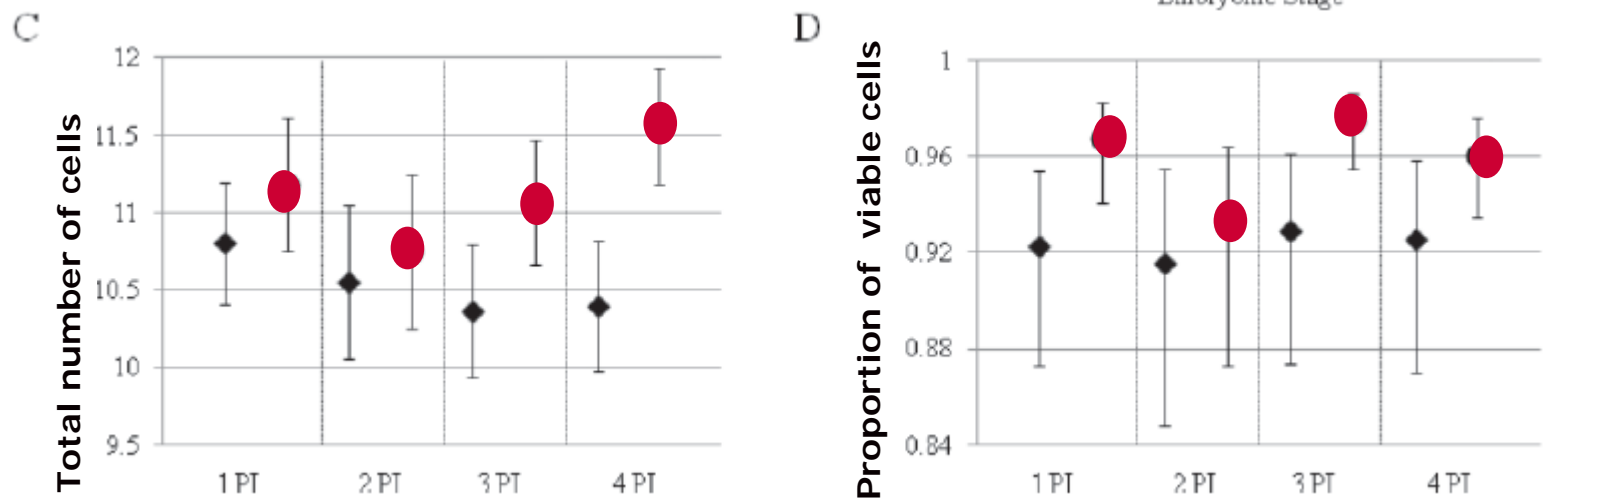 C
Total number of cells
12
11.5
11
10.5
10
9.5
1 PI
2 PI
3 PI
4 PI
Embryonic Stage
D
Proportion of viable cells
1
0.96
0.92
0.88
0.84
1 PI
2 PI
3 PI
4 PI